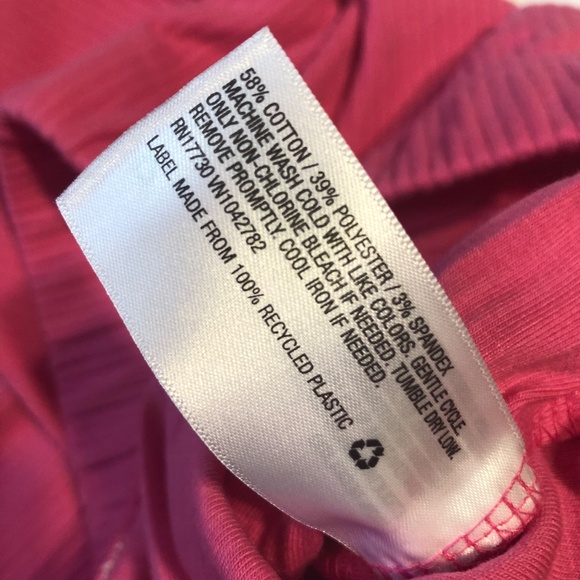 58% COTTON / 39% POLYESTER / 3% SPANDEX
MACHINE WASH COLD WITH LIKE COLORS. GENTLE CYCLE.
ONLY NON-CHLORINE BLEACH IF NEEDED. TUMBLE DRY LOW.
REMOVE PROMPTLY. COOL IRON IF NEEDED.
RN17730 VN1042782
LABEL MADE FROM 100% RECYCLED PLASTIC